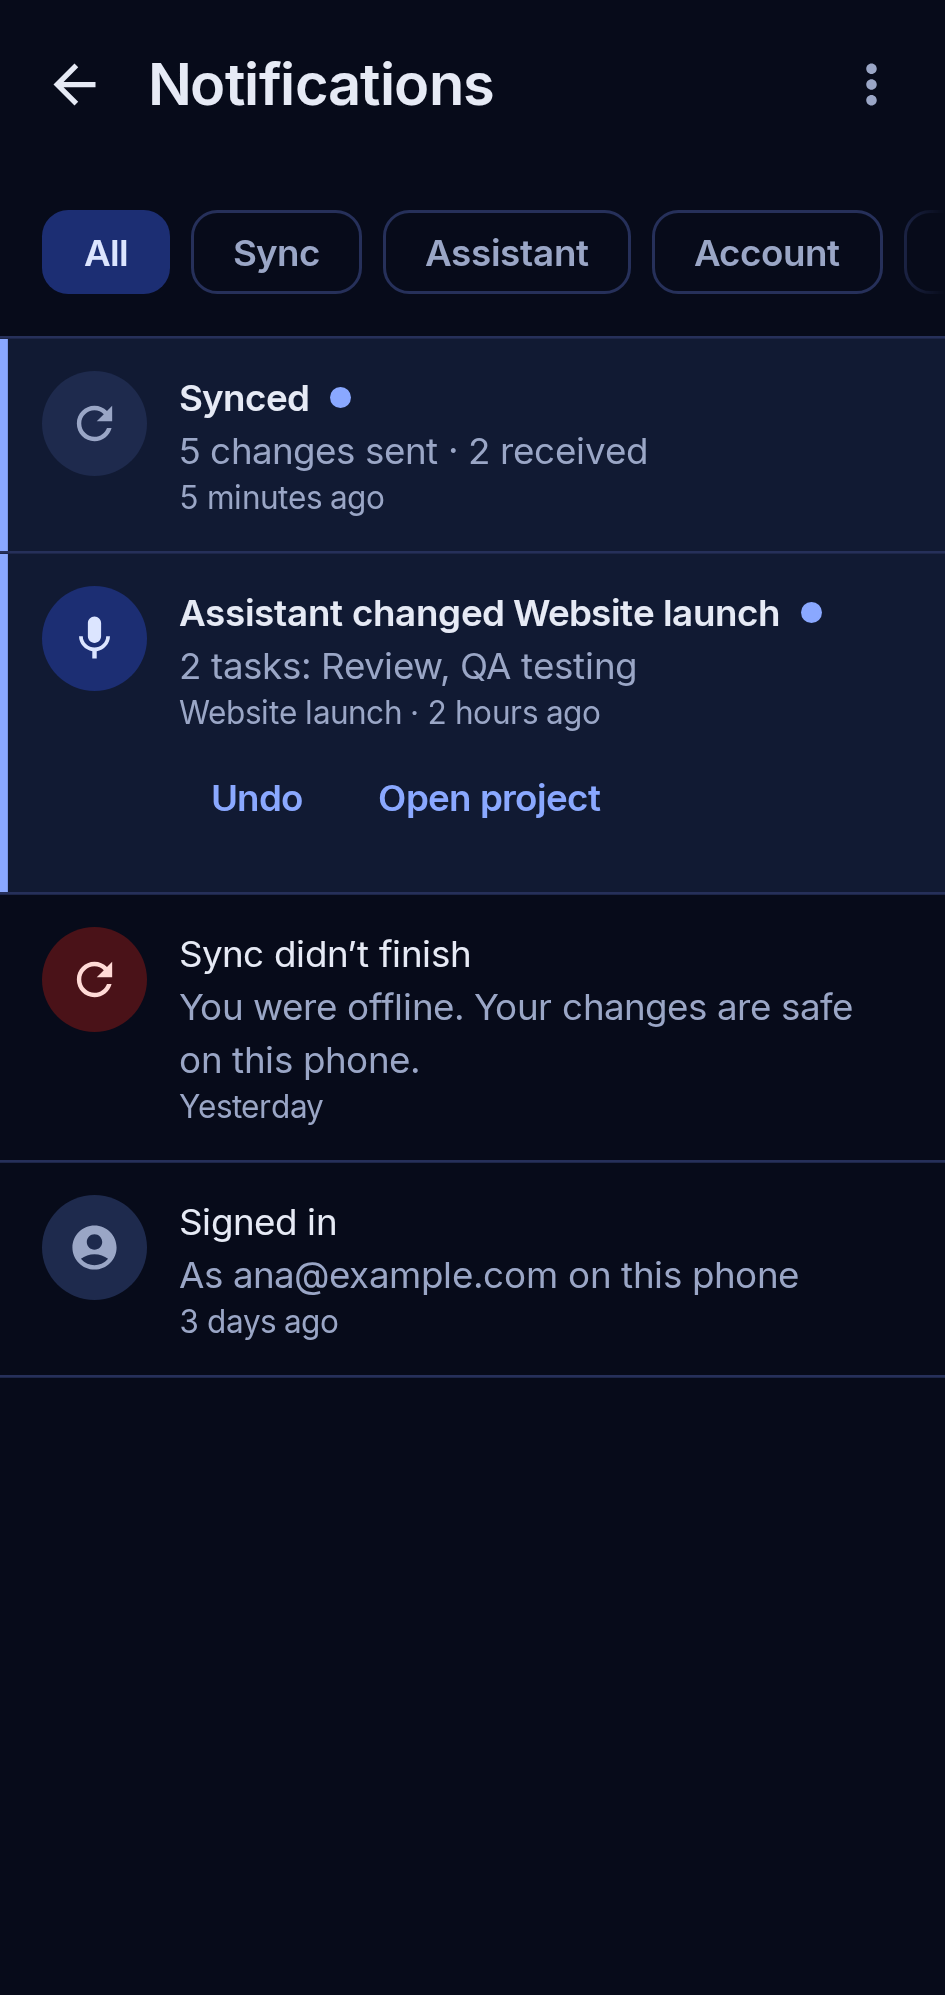 Notifications
All
Sync
Assistant
Account
Synced
5 changes sent · 2 received
5 minutes ago
Assistant changed Website launch
2 tasks: Review, QA testing
Website launch · 2 hours ago
Undo
Open project
Sync didn’t finish
You were offline. Your changes are safe
on this phone.
Yesterday
Signed in
As ana@example.com on this phone
3 days ago